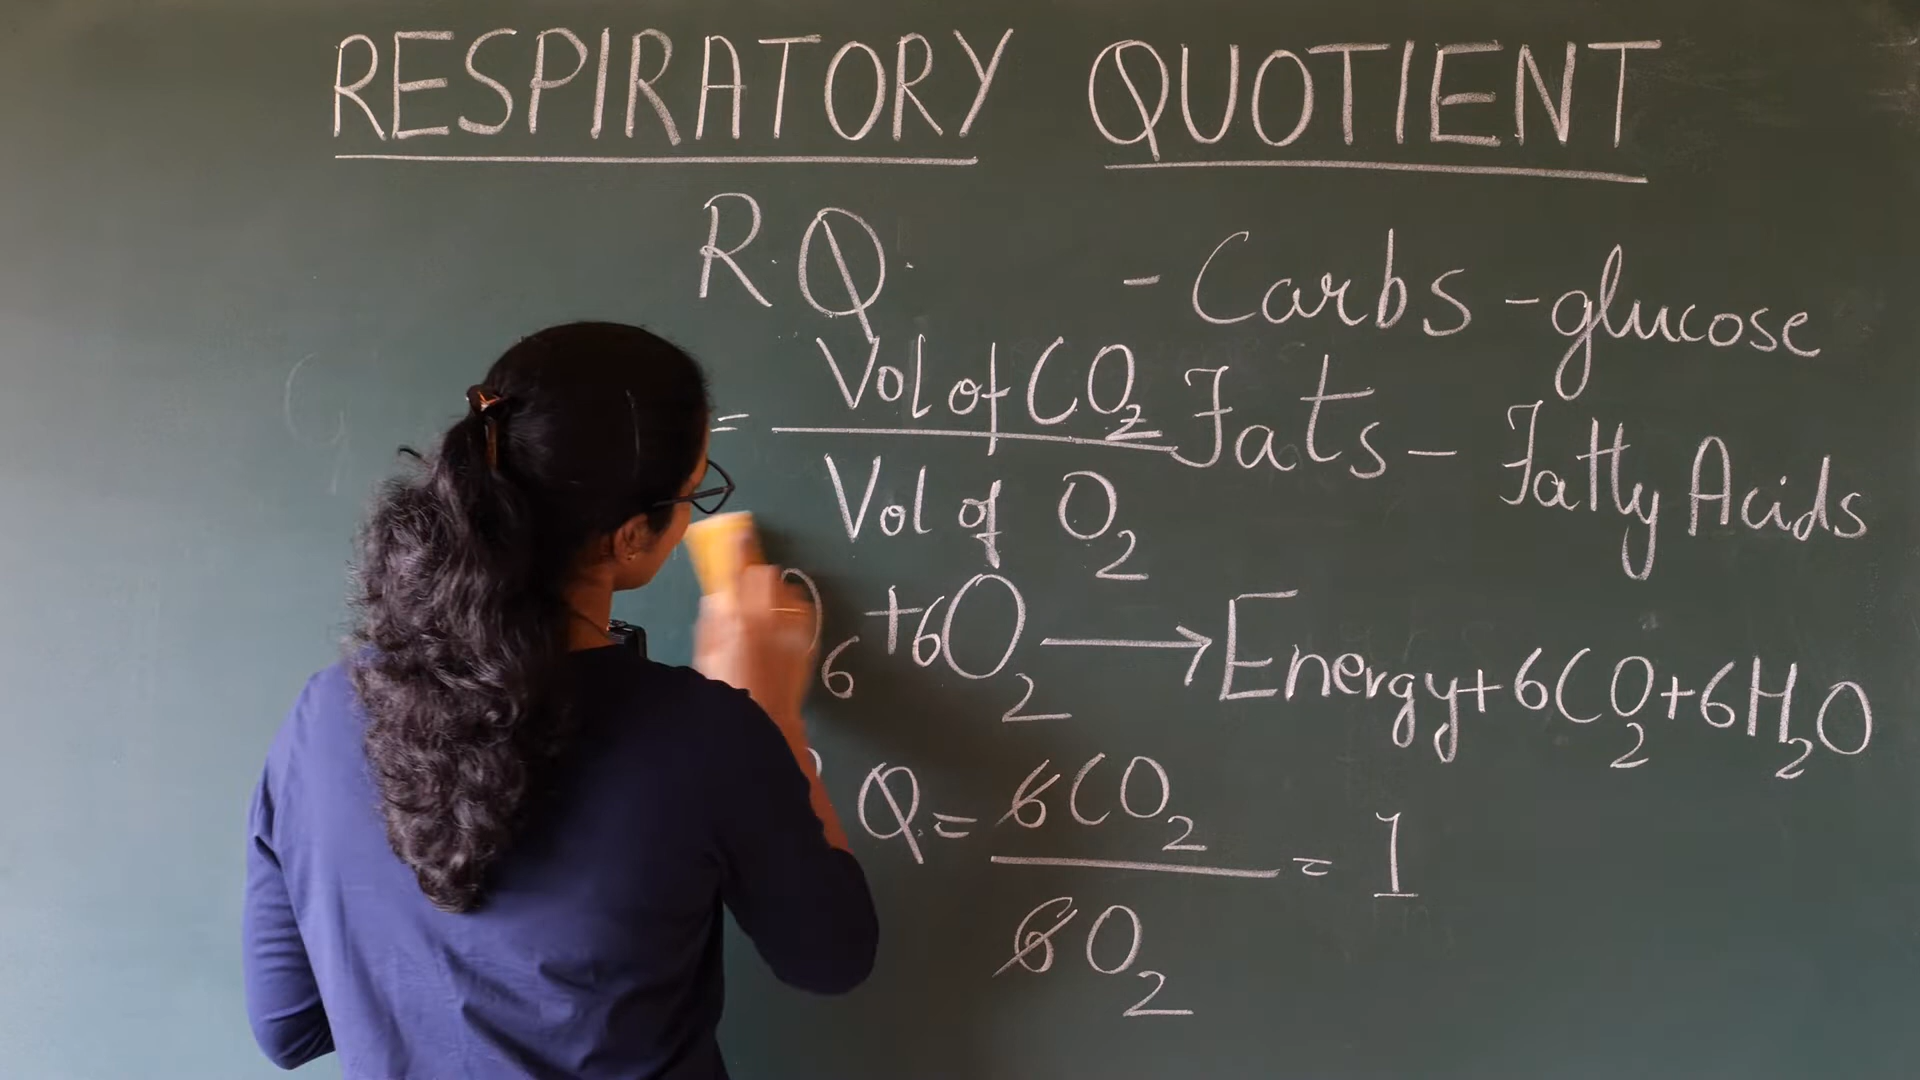 RESPIRATORY QUOTIENT
R.Q.
- Carbs - glucose
= Vol of CO2
Vol of O2
Fats - Fatty Acids
6 + 6O2 → Energy + 6CO2 + 6H2O
Q = 6CO2 = 1
6O2